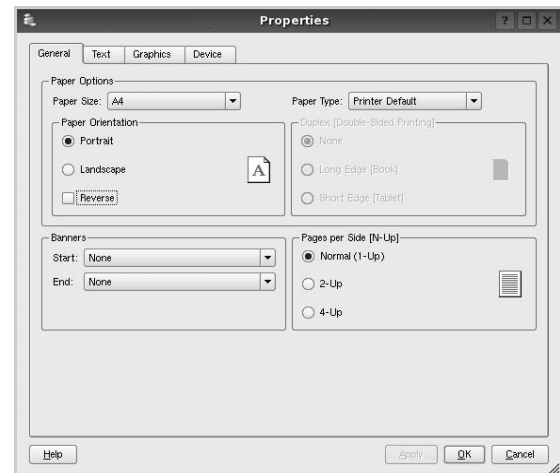 Properties
General Text Graphics Device
Paper Options
Paper Size: A4
Paper Type: Printer Default
Paper Orientation
Portrait
Landscape
Reverse
A
Duplex [Double-Sided Printing]
None
Long Edge [Book]
Short Edge [Tablet]
Banners
Start: None
End: None
Pages per Side [N-Up]
Normal (1-Up)
2-Up
4-Up
Help Apply OK Cancel